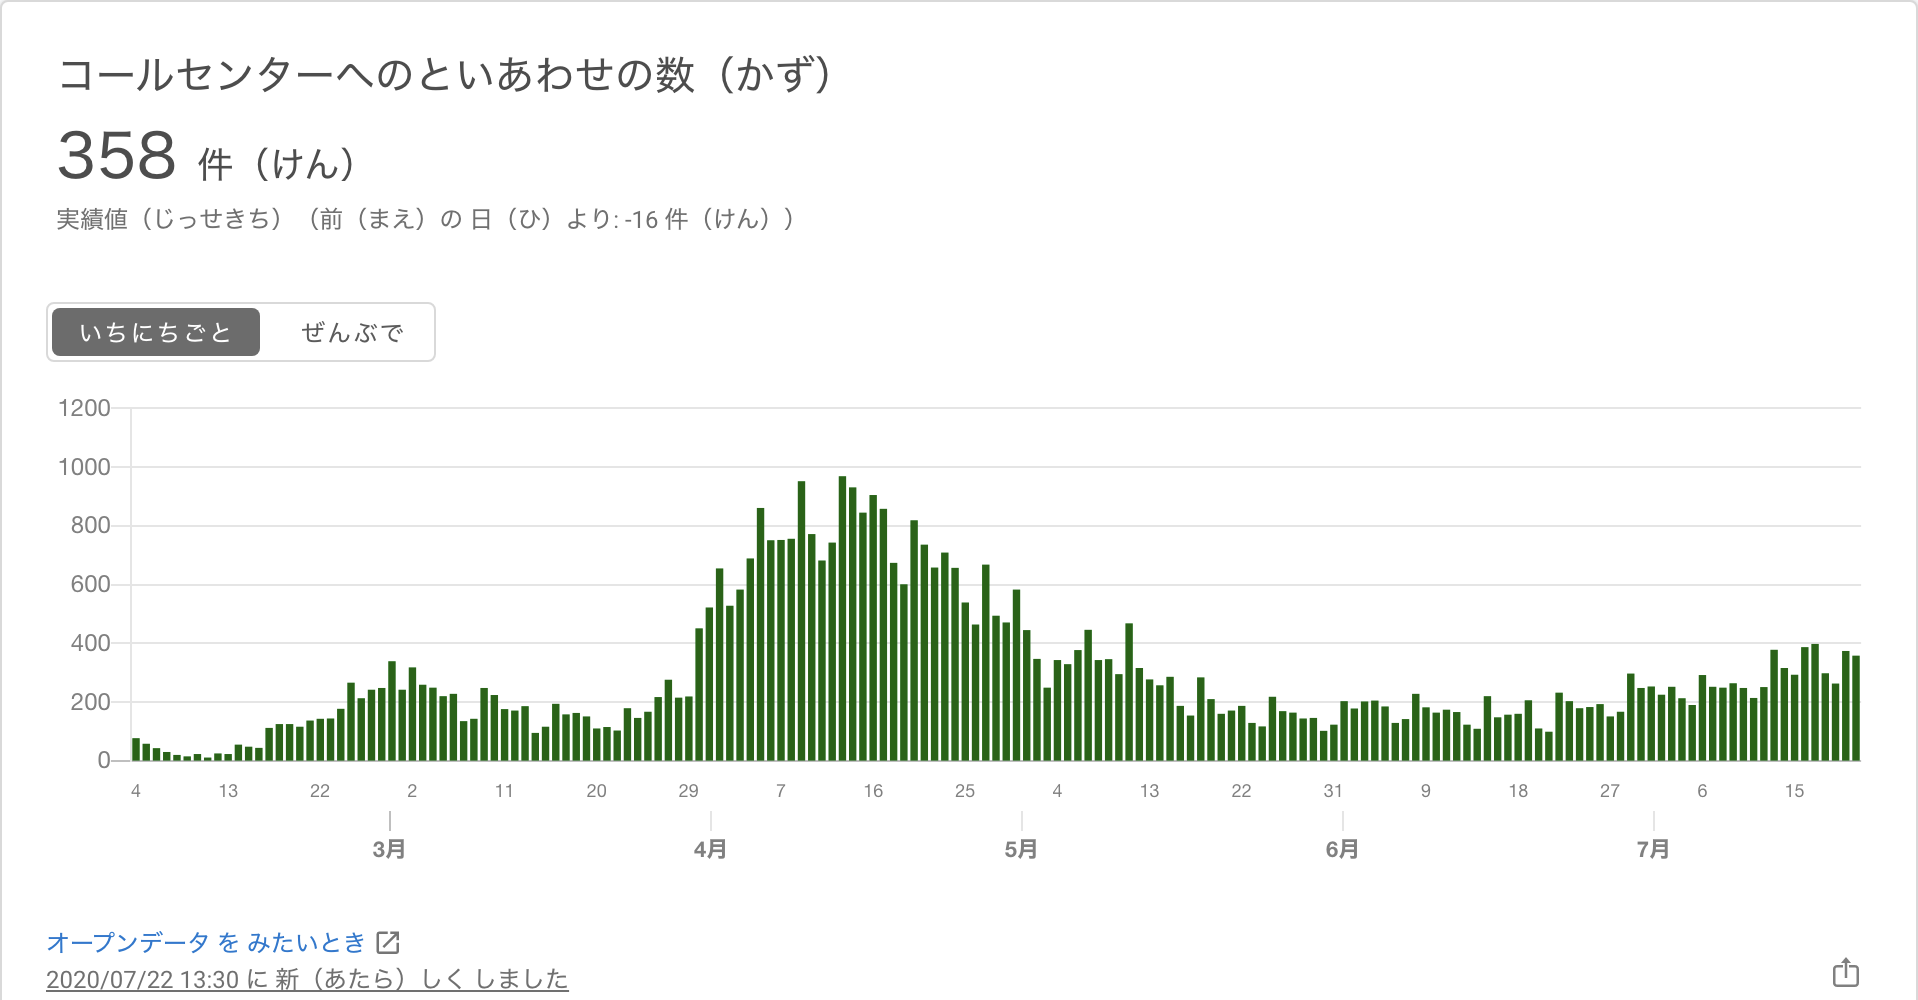 コールセンターへのといあわせの数（かず）
358 件（けん）
実績値（じっせきち）（前（まえ）の 日（ひ）より: -16 件（けん））
いちにちごと ぜんぶで
1200
1000
800
600
400
200
0
4 13 22 2 11 20 29 7 16 25 4 13 22 31 9 18 27 6 15
3月 4月 5月 6月 7月
オープンデータ を みたいとき
2020/07/22 13:30 に 新（あたら）しく しました